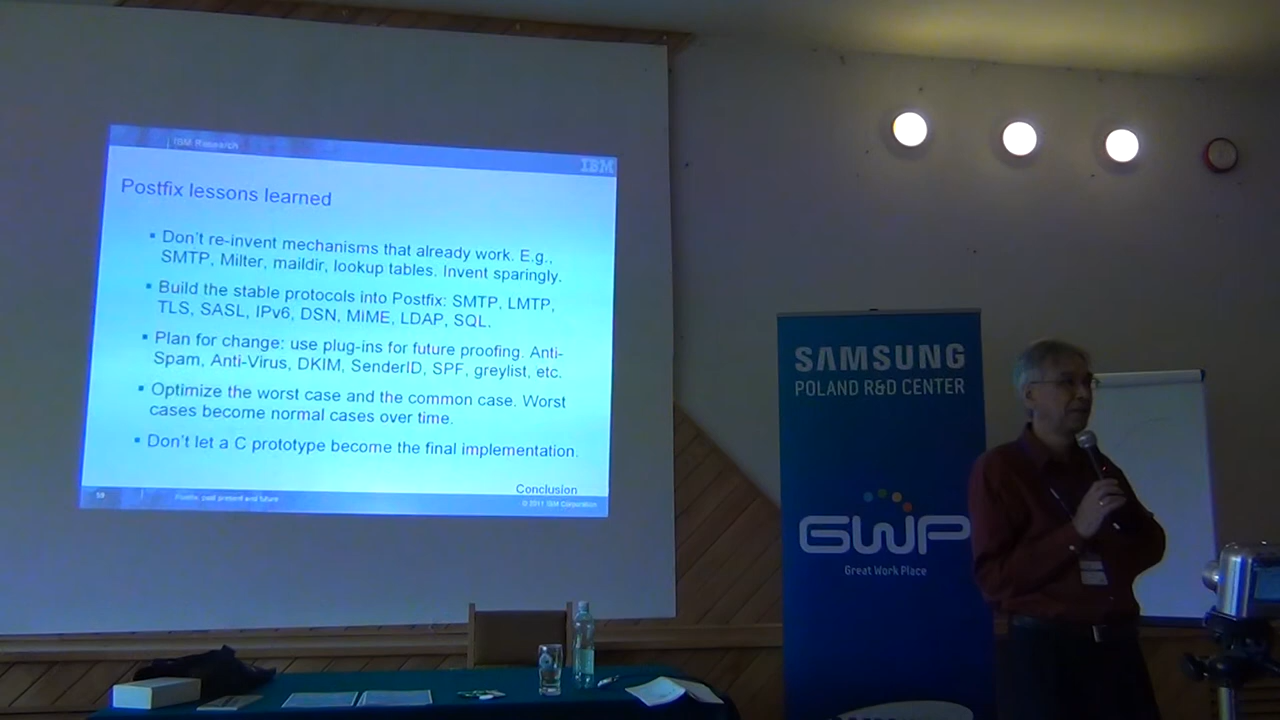 IBM Research
IBM
Postfix lessons learned
▪ Don't re-invent mechanisms that already work. E.g.,
SMTP, Milter, maildir, lookup tables. Invent sparingly.
▪ Build the stable protocols into Postfix: SMTP, LMTP,
TLS, SASL, IPv6, DSN, MIME, LDAP, SQL.
▪ Plan for change: use plug-ins for future proofing. Anti-
Spam, Anti-Virus, DKIM, SenderID, SPF, greylist, etc.
▪ Optimize the worst case and the common case. Worst
cases become normal cases over time.
▪ Don't let a C prototype become the final implementation.
Conclusion
59
Postfix: past present and future
© 2011 IBM Corporation
SAMSUNG
POLAND R&D CENTER
GWP
Great Work Place